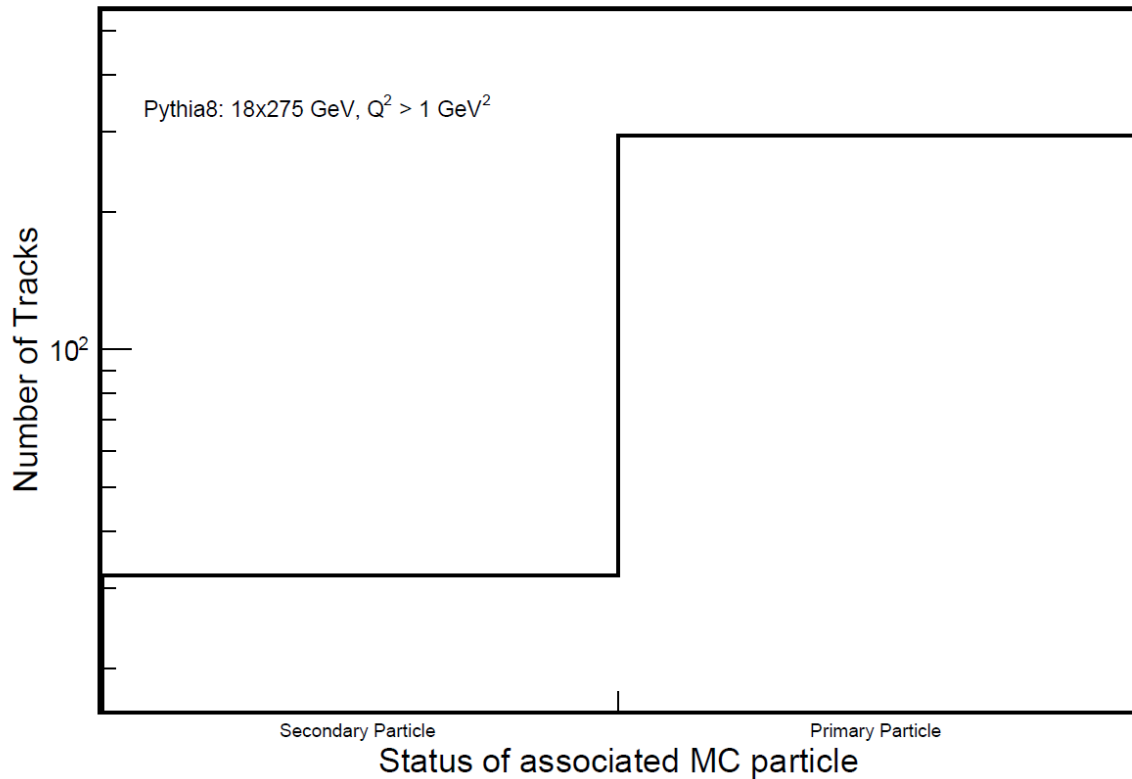 Pythia8: 18x275 GeV, Q² > 1 GeV²
Number of Tracks
10²
Secondary Particle
Primary Particle
Status of associated MC particle